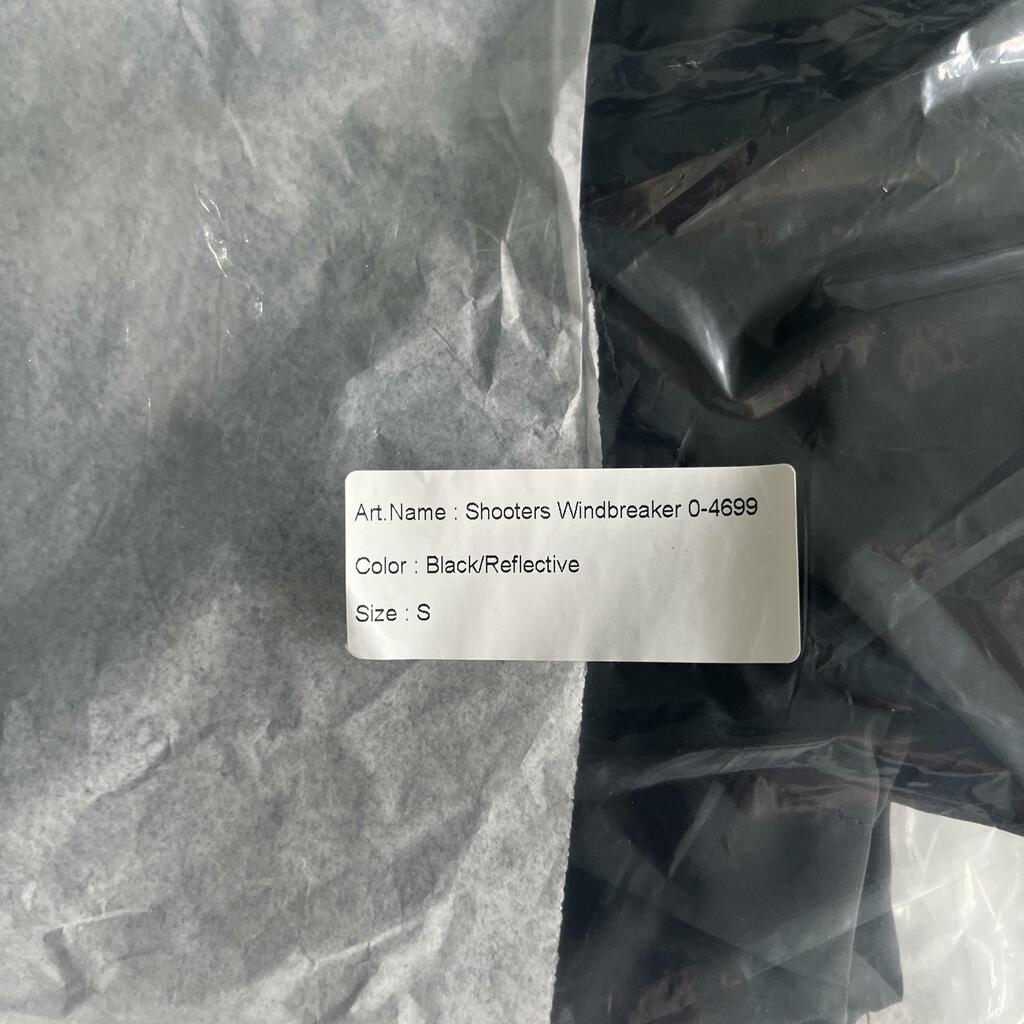 Art.Name : Shooters Windbreaker 0-4699
Color : Black/Reflective
Size : S